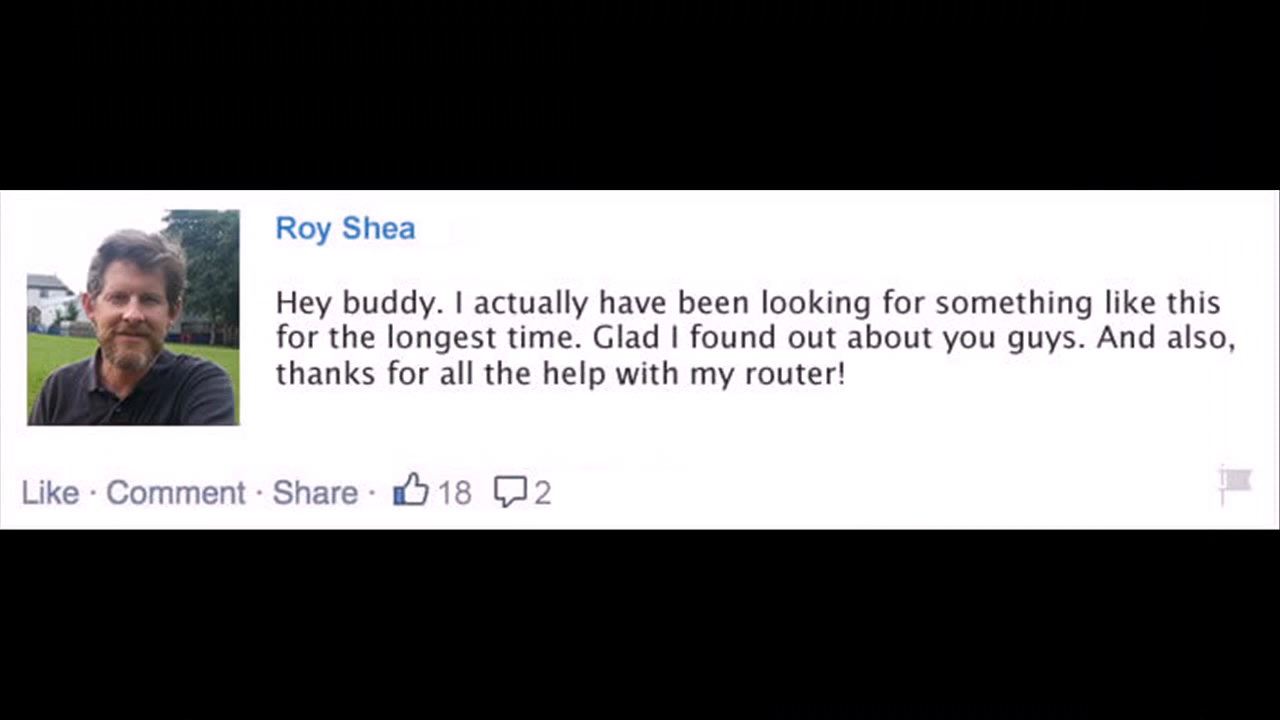 Roy Shea
Hey buddy. I actually have been looking for something like this
for the longest time. Glad I found out about you guys. And also,
thanks for all the help with my router!
Like · Comment · Share · 18 2